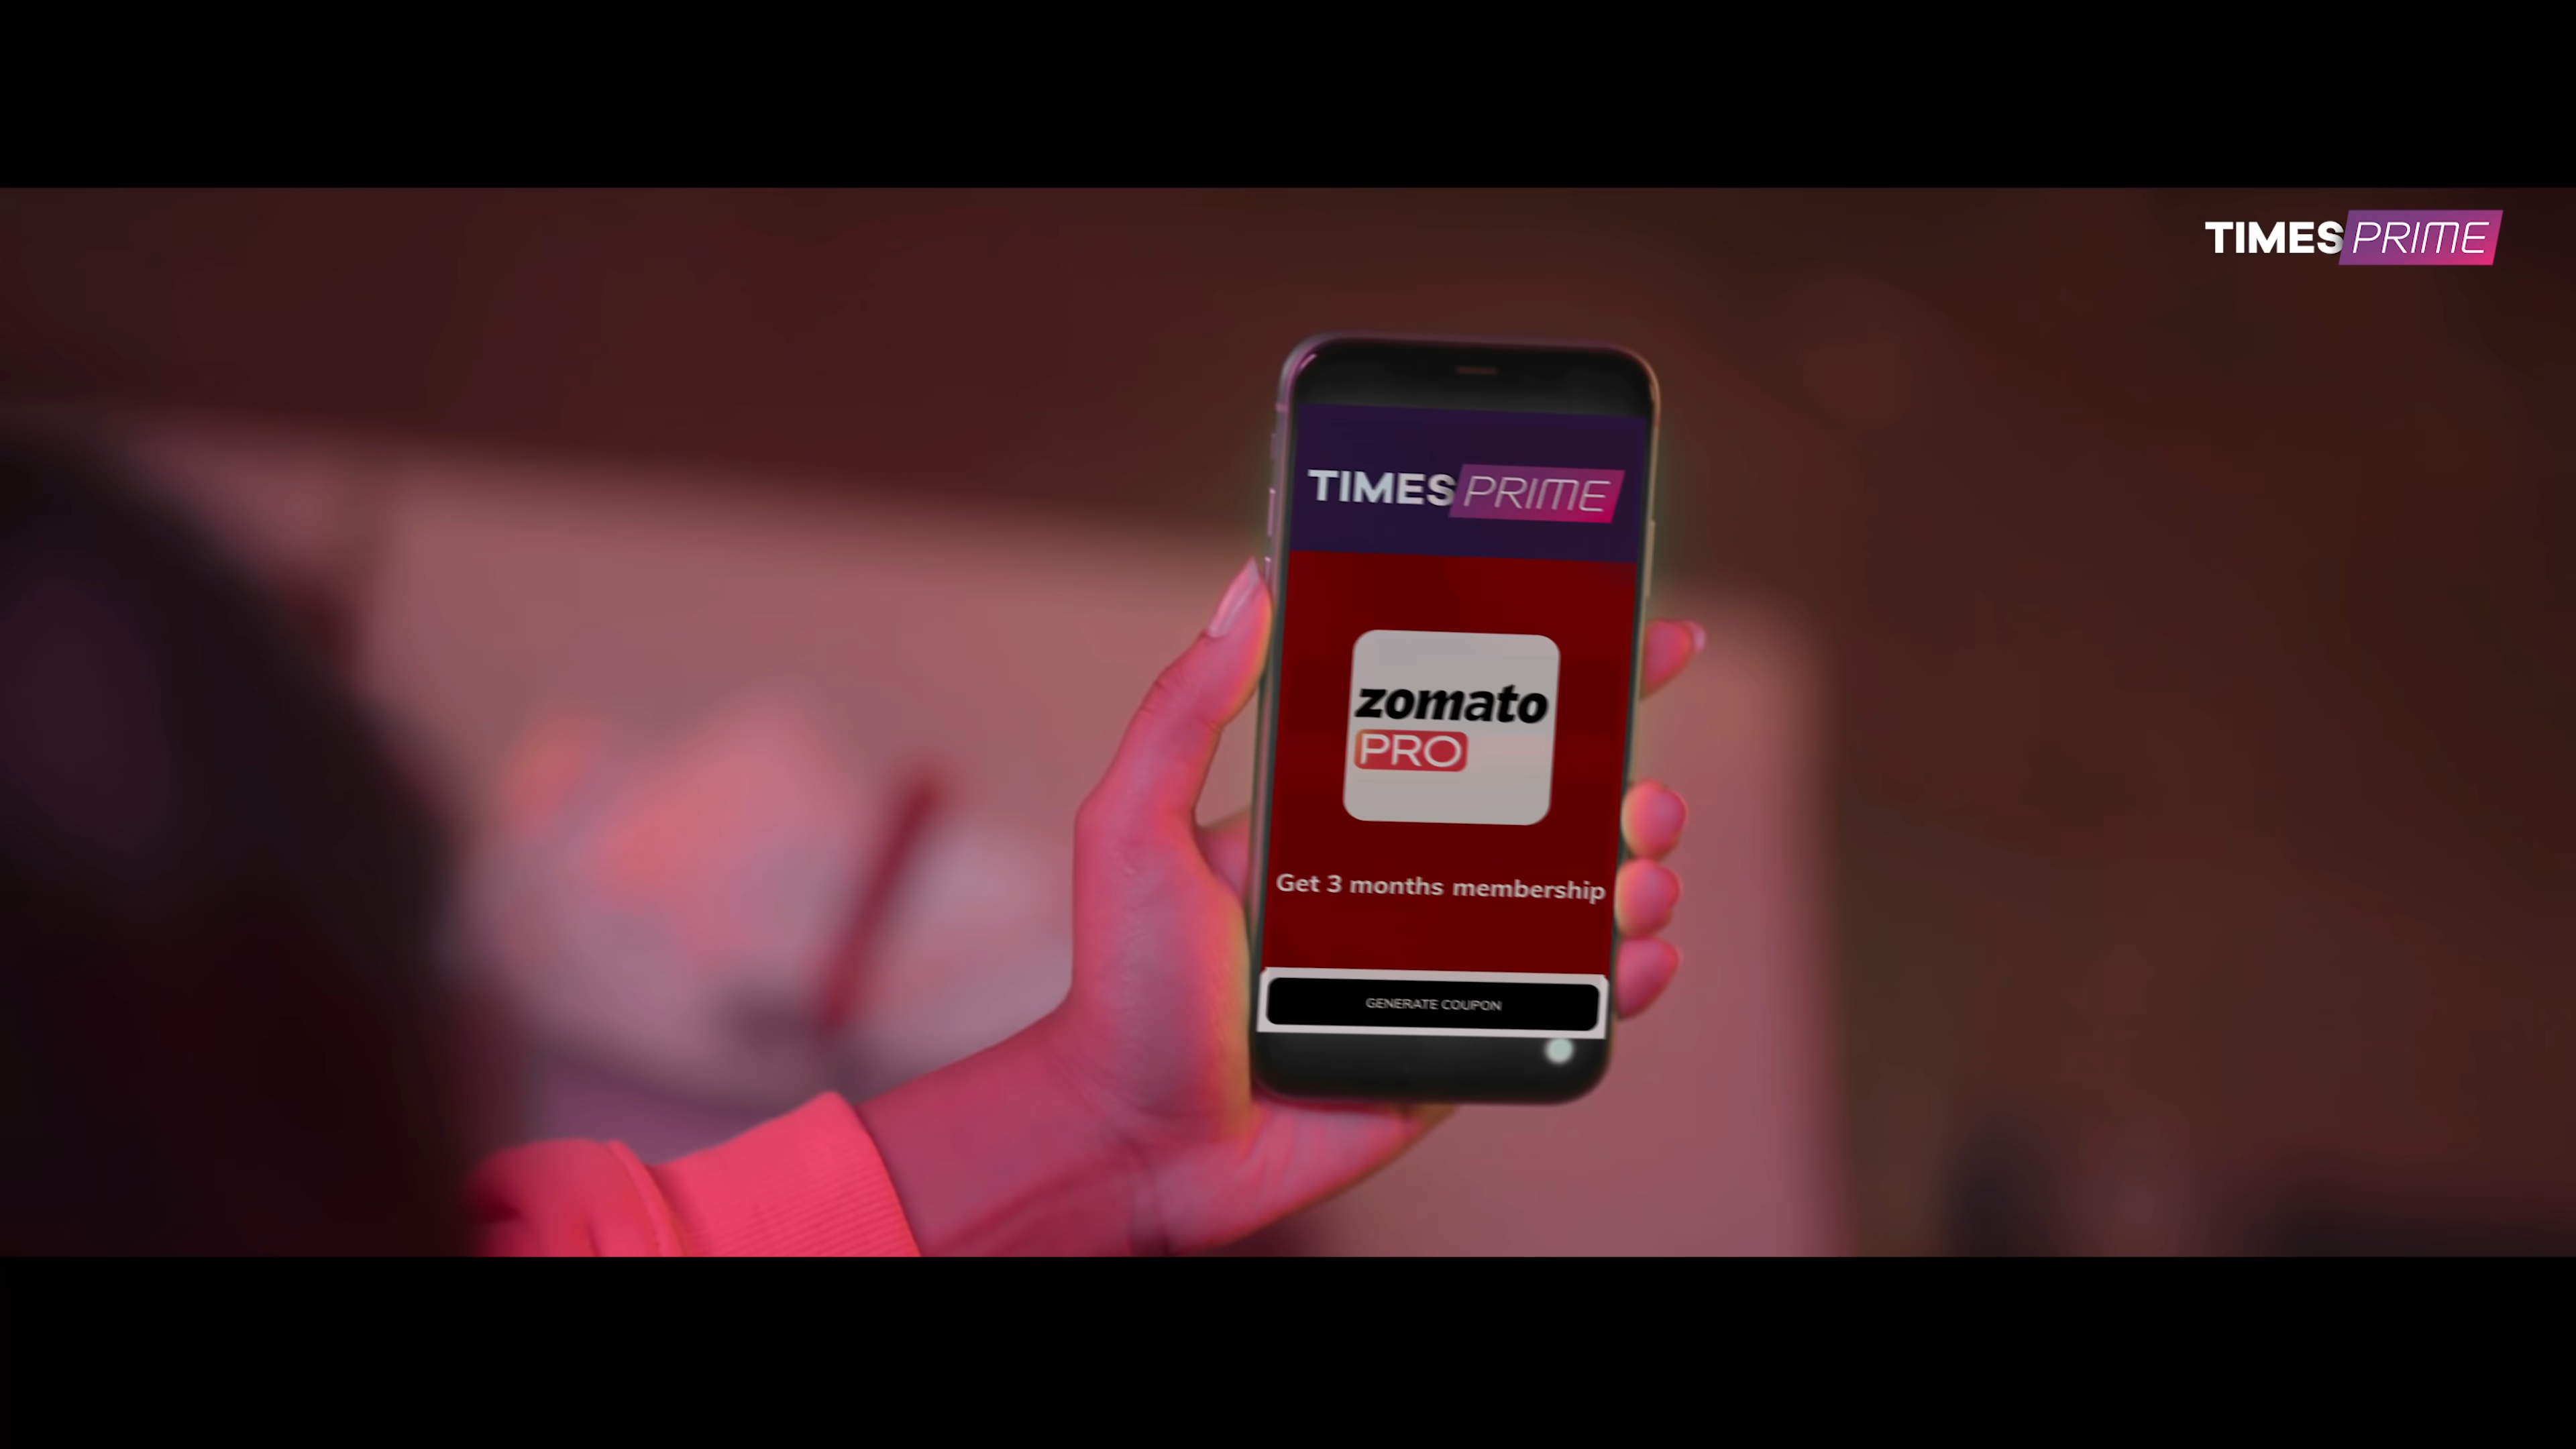 TIMES PRIME
TIMES PRIME
zomato
PRO
Get 3 months membership
GENERATE COUPON